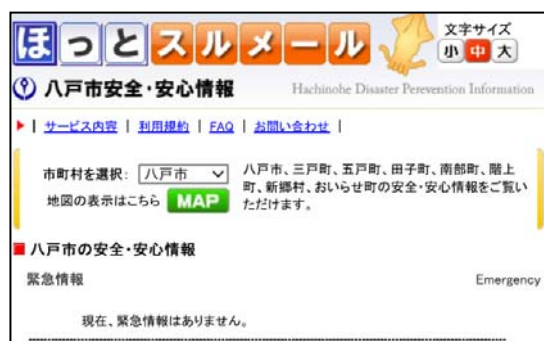 ほっとスルメール
文字サイズ
小 中 大
八戸市安全・安心情報 Hachinohe Disaster Perevention Information
| サービス内容 | 利用規約 | FAQ | お問い合わせ |
市町村を選択: 八戸市
地図の表示はこちら MAP
八戸市、三戸町、五戸町、田子町、南部町、階上
町、新郷村、おいらせ町の安全・安心情報をご覧い
ただけます。
八戸市の安全・安心情報
緊急情報 Emergency
現在、緊急情報はありません。